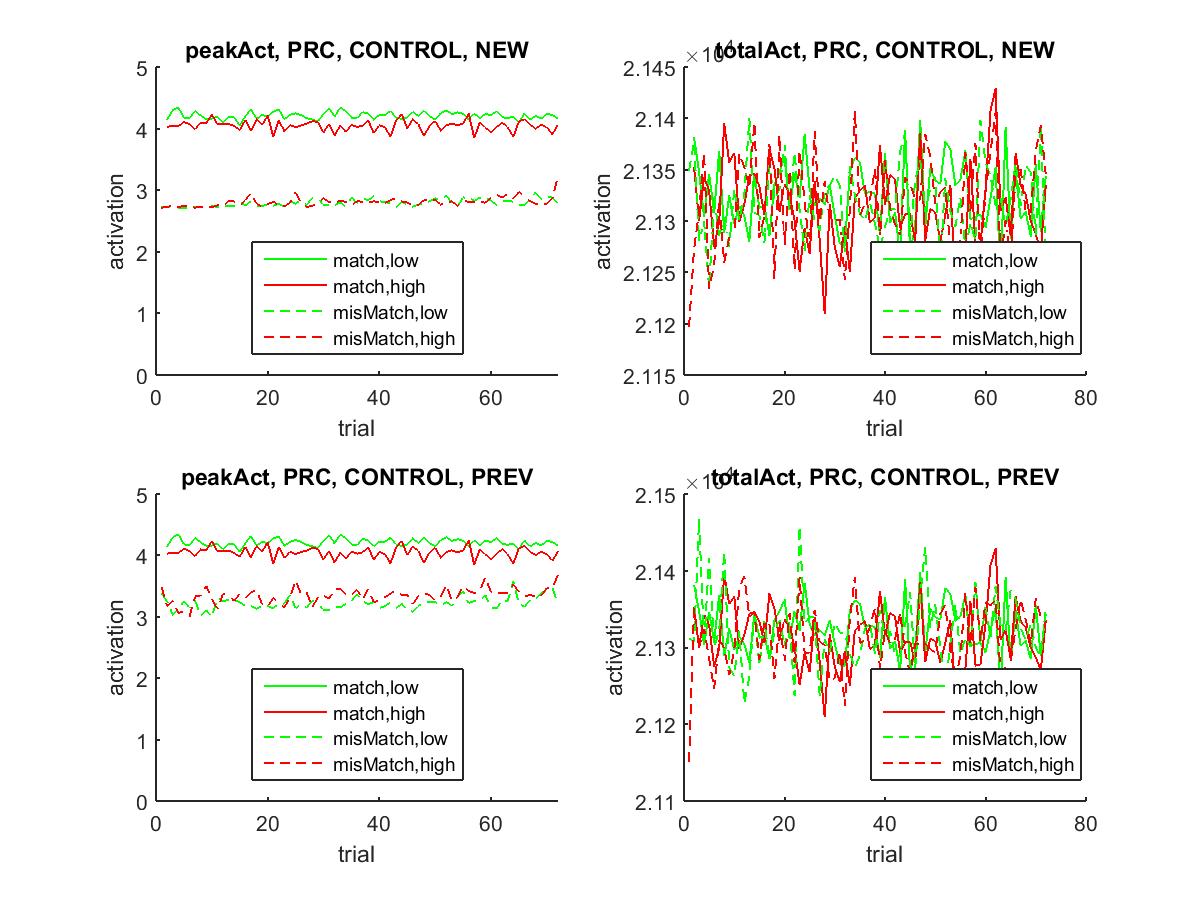 peakAct, PRC, CONTROL, NEW
5
4
3
2
1
0
activation
match,low
match,high
misMatch,low
misMatch,high
0 20 40 60
trial
×10⁴
totalAct, PRC, CONTROL, NEW
2.145
2.14
2.135
2.13
2.125
2.12
2.115
activation
match,low
match,high
misMatch,low
misMatch,high
0 20 40 60 80
trial
peakAct, PRC, CONTROL, PREV
5
4
3
2
1
0
activation
match,low
match,high
misMatch,low
misMatch,high
0 20 40 60
trial
×10⁴
totalAct, PRC, CONTROL, PREV
2.15
2.14
2.13
2.12
2.11
activation
match,low
match,high
misMatch,low
misMatch,high
0 20 40 60 80
trial